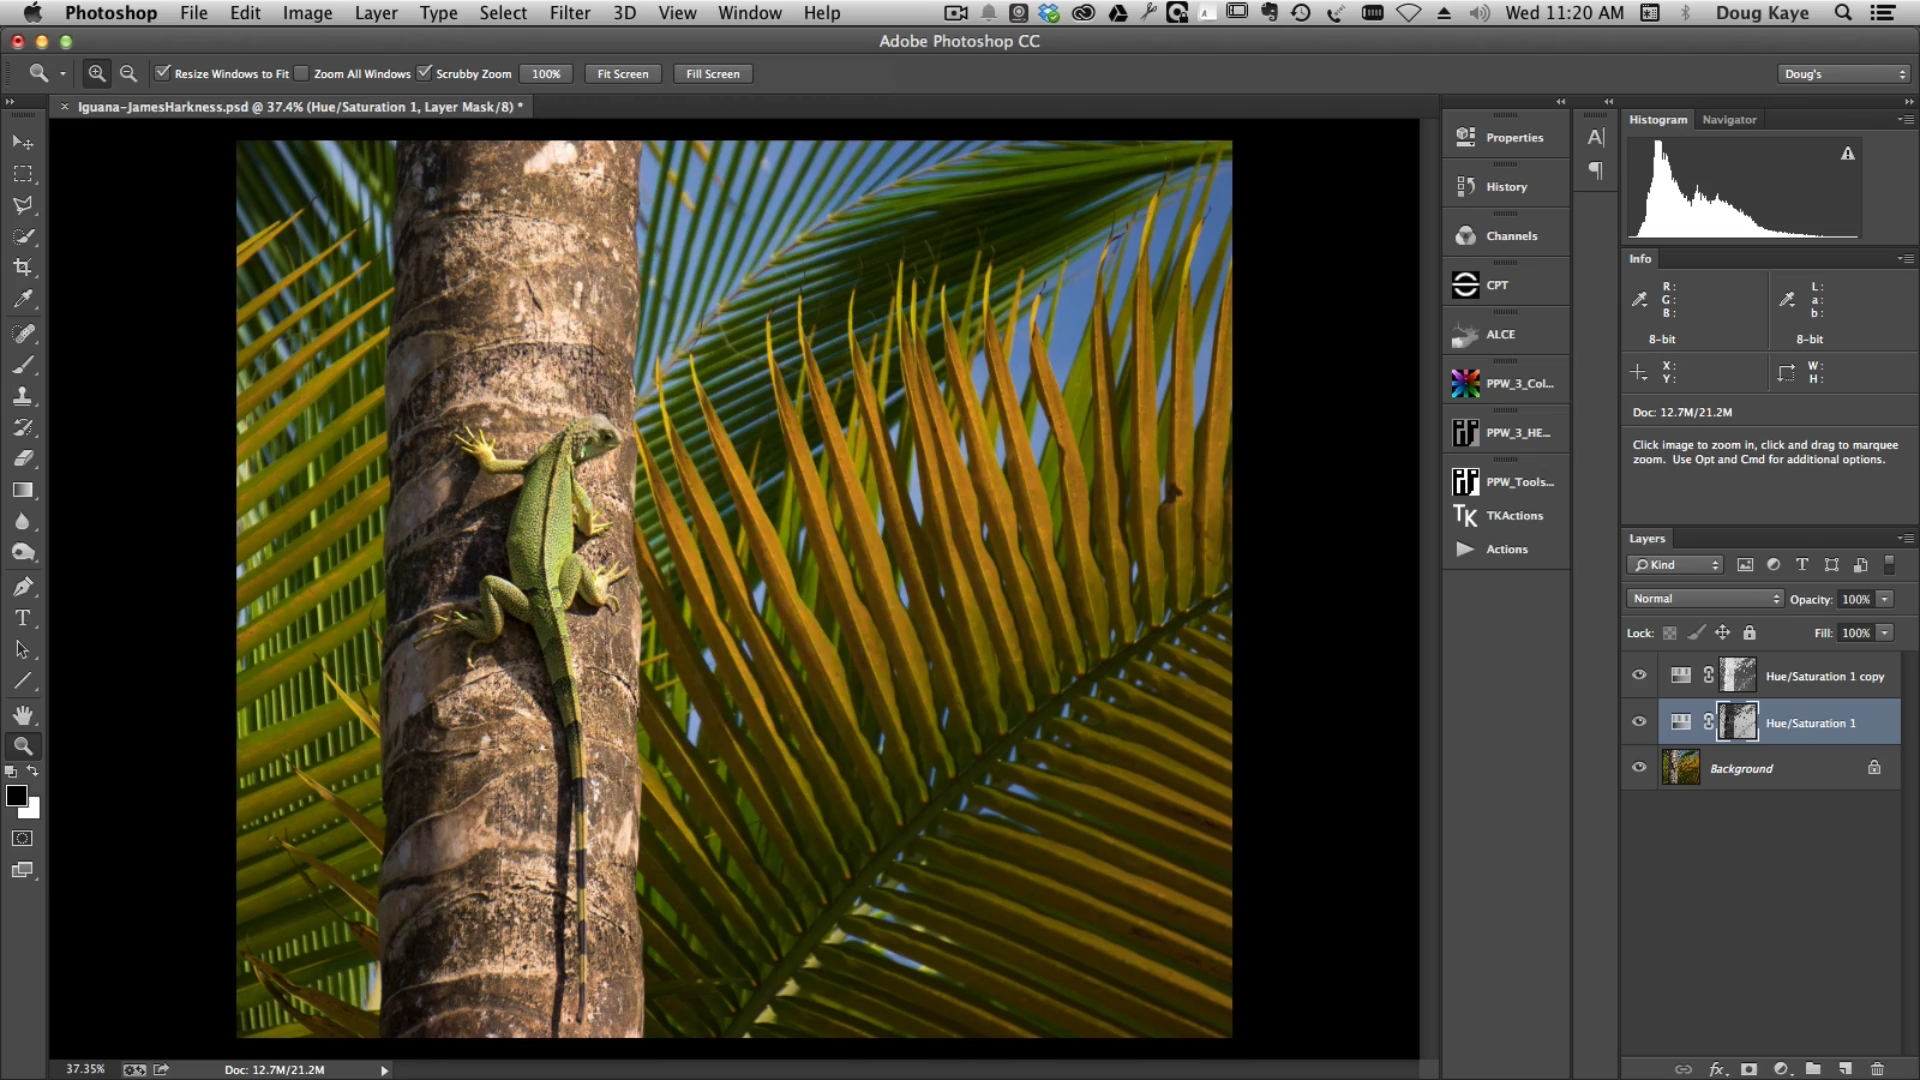 Photoshop File Edit Image Layer Type Select Filter 3D View Window Help Wed 11:20 AM Doug Kaye
Adobe Photoshop CC
Resize Windows to Fit Zoom All Windows Scrubby Zoom 100% Fit Screen Fill Screen Doug's
× Iguana-JamesHarkness.psd @ 37.4% (Hue/Saturation 1, Layer Mask/8) *
Properties
History
Channels
CPT
ALCE
PPW_3_Col...
PPW_3_HE...
PPW_Tools...
TK TKActions
Actions
A
Histogram Navigator
Info
R: L:
G: a:
B: b:
8-bit 8-bit
X: W:
Y: H:
Doc: 12.7M/21.2M
Click image to zoom in, click and drag to marquee
zoom. Use Opt and Cmd for additional options.
Layers
Kind
Normal Opacity: 100%
Lock: Fill: 100%
Hue/Saturation 1 copy
Hue/Saturation 1
Background
fx
37.35% Doc: 12.7M/21.2M